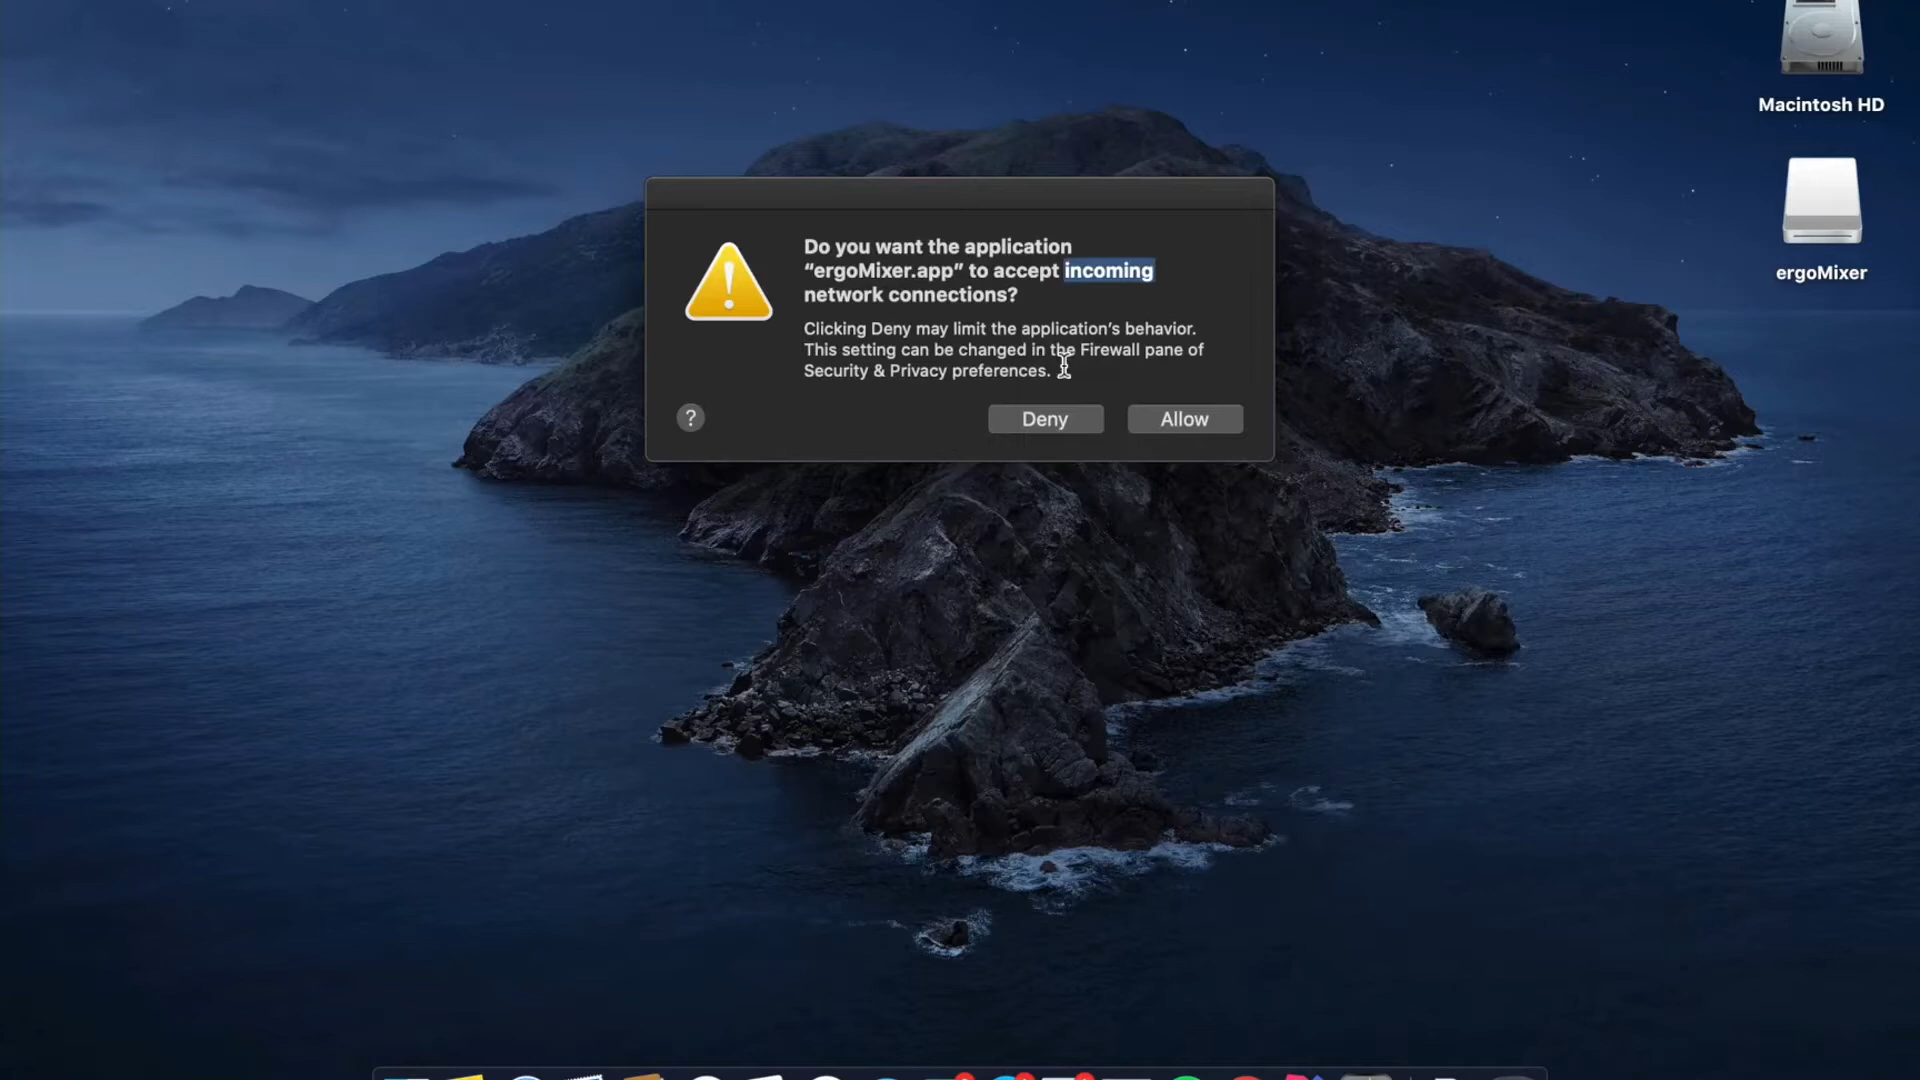 Macintosh HD
Do you want the application
“ergoMixer.app” to accept incoming
network connections?
ergoMixer
Clicking Deny may limit the application’s behavior.
This setting can be changed in the Firewall pane of
Security & Privacy preferences.
?
Deny
Allow